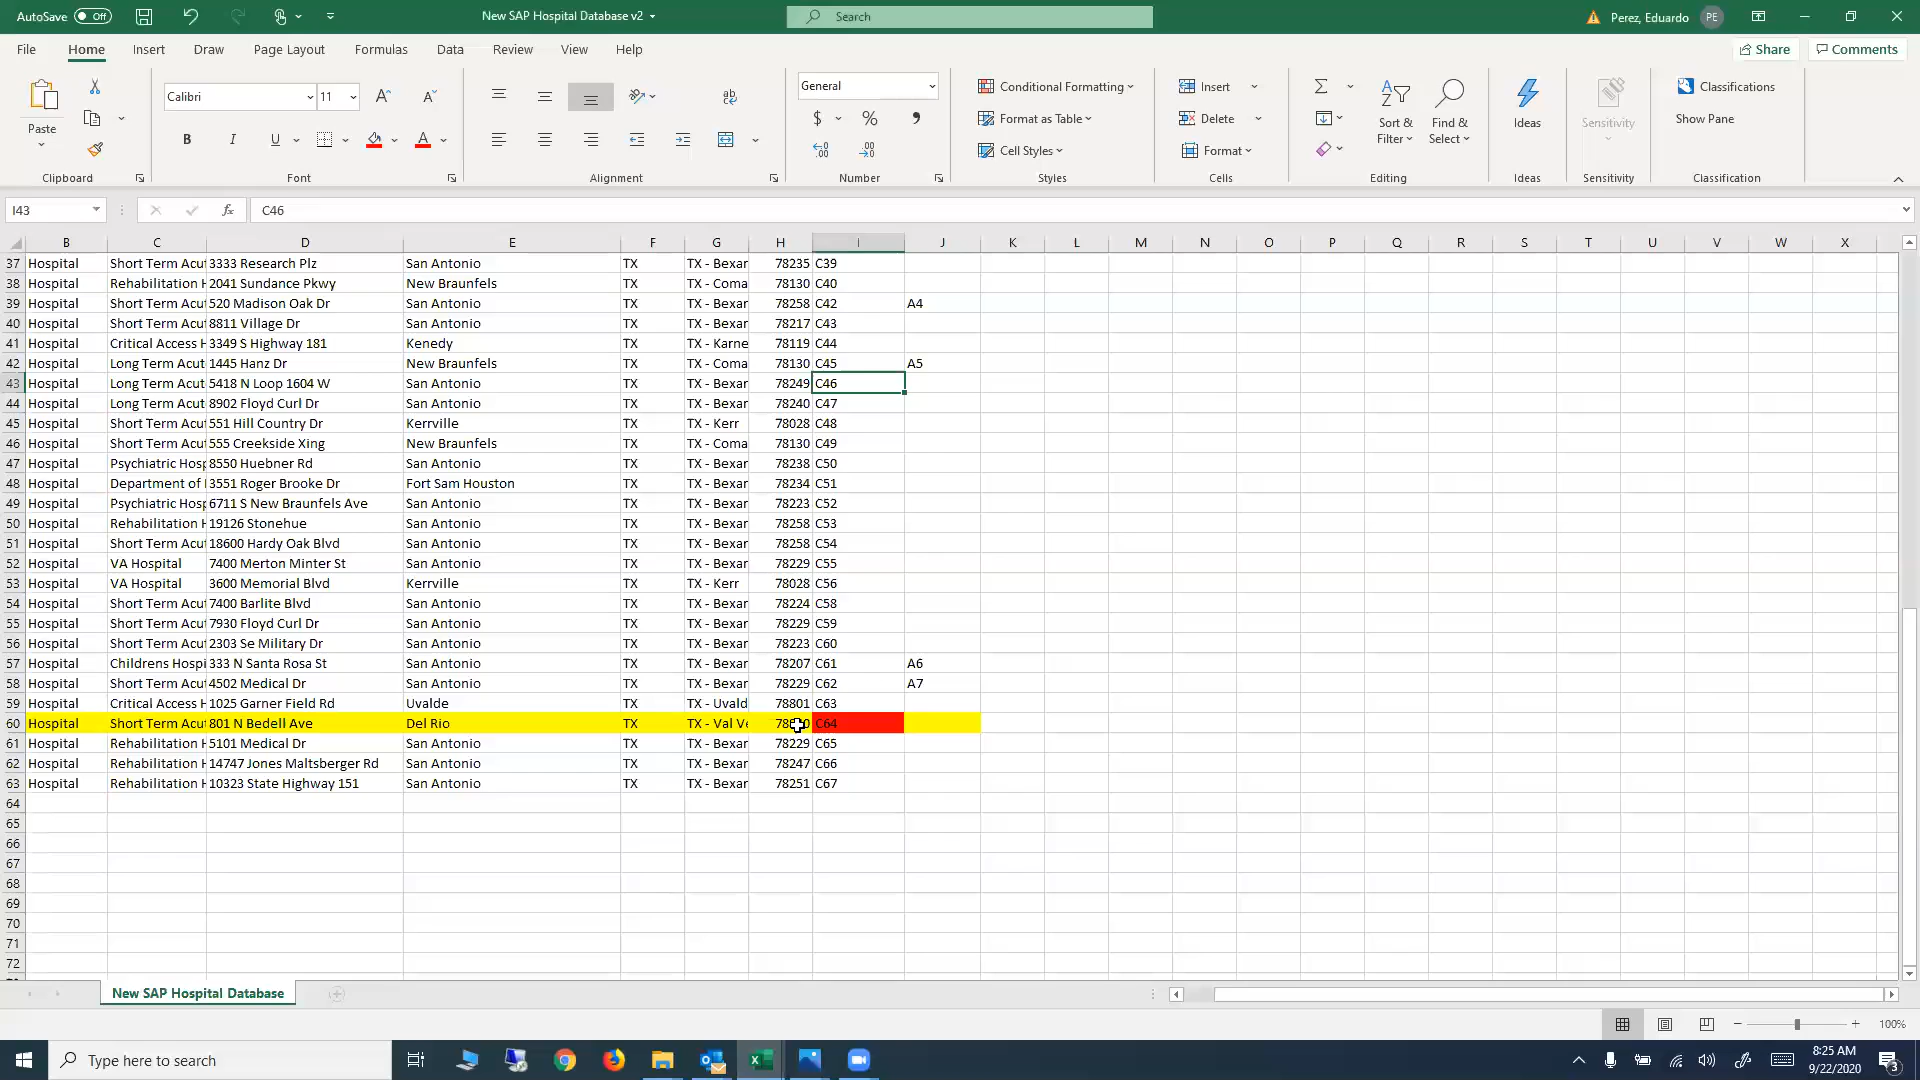 AutoSave Off New SAP Hospital Database v2 Search Perez, Eduardo PE
File Home Insert Draw Page Layout Formulas Data Review View Help Share Comments
Paste Calibri 11 General Conditional Formatting Format as Table Cell Styles Insert Delete Format Sort & Filter Find & Select Ideas Sensitivity Classifications Show Pane
Clipboard Font Alignment Number Styles Cells Editing Ideas Sensitivity Classification
I43 fx C46
B C D E F G H I J K L M N O P Q R S T U V W X
37 Hospital Short Term Acu 3333 Research Plz San Antonio TX TX - Bexar 78235 C39
38 Hospital Rehabilitation H 2041 Sundance Pkwy New Braunfels TX TX - Coma 78130 C40
39 Hospital Short Term Acu 520 Madison Oak Dr San Antonio TX TX - Bexar 78258 C42 A4
40 Hospital Short Term Acu 8811 Village Dr San Antonio TX TX - Bexar 78217 C43
41 Hospital Critical Access H 3349 S Highway 181 Kenedy TX TX - Karne 78119 C44
42 Hospital Long Term Acut 1445 Hanz Dr New Braunfels TX TX - Coma 78130 C45 A5
43 Hospital Long Term Acut 5418 N Loop 1604 W San Antonio TX TX - Bexar 78249 C46
44 Hospital Long Term Acut 8902 Floyd Curl Dr San Antonio TX TX - Bexar 78240 C47
45 Hospital Short Term Acu 551 Hill Country Dr Kerrville TX TX - Kerr 78028 C48
46 Hospital Short Term Acu 555 Creekside Xing New Braunfels TX TX - Coma 78130 C49
47 Hospital Psychiatric Hosp 8550 Huebner Rd San Antonio TX TX - Bexar 78238 C50
48 Hospital Department of 3551 Roger Brooke Dr Fort Sam Houston TX TX - Bexar 78234 C51
49 Hospital Psychiatric Hosp 6711 S New Braunfels Ave San Antonio TX TX - Bexar 78223 C52
50 Hospital Rehabilitation H 19126 Stonehue San Antonio TX TX - Bexar 78258 C53
51 Hospital Short Term Acu 18600 Hardy Oak Blvd San Antonio TX TX - Bexar 78258 C54
52 Hospital VA Hospital 7400 Merton Minter St San Antonio TX TX - Bexar 78229 C55
53 Hospital VA Hospital 3600 Memorial Blvd Kerrville TX TX - Kerr 78028 C56
54 Hospital Short Term Acu 7400 Barlite Blvd San Antonio TX TX - Bexar 78224 C58
55 Hospital Short Term Acu 7930 Floyd Curl Dr San Antonio TX TX - Bexar 78229 C59
56 Hospital Short Term Acu 2303 Se Military Dr San Antonio TX TX - Bexar 78223 C60
57 Hospital Childrens Hospi 333 N Santa Rosa St San Antonio TX TX - Bexar 78207 C61 A6
58 Hospital Short Term Acu 4502 Medical Dr San Antonio TX TX - Bexar 78229 C62 A7
59 Hospital Critical Access H 1025 Garner Field Rd Uvalde TX TX - Uvald 78801 C63
60 Hospital Short Term Acu 801 N Bedell Ave Del Rio TX TX - Val Ve C64
61 Hospital Rehabilitation H 5101 Medical Dr San Antonio TX TX - Bexar 78229 C65
62 Hospital Rehabilitation H 14747 Jones Maltsberger Rd San Antonio TX TX - Bexar 78247 C66
63 Hospital Rehabilitation H 10323 State Highway 151 San Antonio TX TX - Bexar 78251 C67
64
65
66
67
68
69
70
71
72
New SAP Hospital Database
100%
Type here to search 8:25 AM
9/22/2020 3